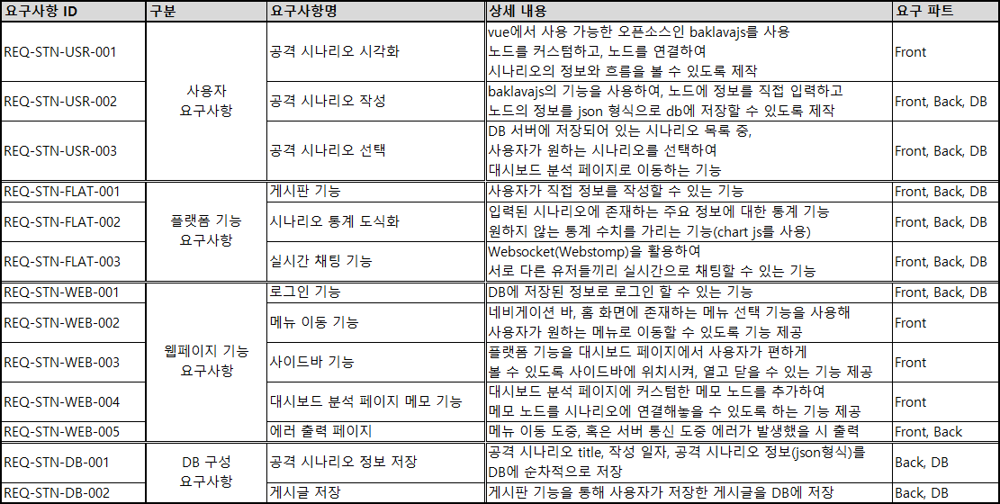 요구사항 ID 구분 요구사항명 상세 내용 요구 파트
REQ-STN-USR-001
사용자
요구사항
공격 시나리오 시각화
vue에서 사용 가능한 오픈소스인 baklavajs를 사용
노드를 커스텀하고, 노드를 연결하여
시나리오의 정보와 흐름을 볼 수 있도록 제작
Front
REQ-STN-USR-002
공격 시나리오 작성
baklavajs의 기능을 사용하여, 노드에 정보를 직접 입력하고
노드의 정보를 json 형식으로 db에 저장할 수 있도록 제작
Front, Back, DB
REQ-STN-USR-003
공격 시나리오 선택
DB 서버에 저장되어 있는 시나리오 목록 중,
사용자가 원하는 시나리오를 선택하여
대시보드 분석 페이지로 이동하는 기능
Front, Back, DB
REQ-STN-FLAT-001
플랫폼 기능
요구사항
게시판 기능
사용자가 직접 정보를 작성할 수 있는 기능
Front, Back, DB
REQ-STN-FLAT-002
시나리오 통계 도식화
입력된 시나리오에 존재하는 주요 정보에 대한 통계 기능
원하지 않는 통계 수치를 가리는 기능(chart js를 사용)
Front, Back, DB
REQ-STN-FLAT-003
실시간 채팅 기능
Websocket(Webstomp)을 활용하여
서로 다른 유저들끼리 실시간으로 채팅할 수 있는 기능
Front, Back, DB
REQ-STN-WEB-001
웹페이지 기능
요구사항
로그인 기능
DB에 저장된 정보로 로그인 할 수 있는 기능
Front, Back, DB
REQ-STN-WEB-002
메뉴 이동 기능
네비게이션 바, 홈 화면에 존재하는 메뉴 선택 기능을 사용해
사용자가 원하는 메뉴로 이동할 수 있도록 기능 제공
Front
REQ-STN-WEB-003
사이드바 기능
플랫폼 기능을 대시보드 페이지에서 사용자가 편하게
볼 수 있도록 사이드바에 위치시켜, 열고 닫을 수 있는 기능 제공
Front
REQ-STN-WEB-004
대시보드 분석 페이지 메모 기능
대시보드 분석 페이지에 커스텀한 메모 노드를 추가하여
메모 노드를 시나리오에 연결해놓을 수 있도록 하는 기능 제공
Front
REQ-STN-WEB-005
에러 출력 페이지
메뉴 이동 도중, 혹은 서버 통신 도중 에러가 발생했을 시 출력
Front, Back
REQ-STN-DB-001
DB 구성
요구사항
공격 시나리오 정보 저장
공격 시나리오 title, 작성 일자, 공격 시나리오 정보(json형식)를
DB에 순차적으로 저장
Back, DB
REQ-STN-DB-002
게시글 저장
게시판 기능을 통해 사용자가 저장한 게시글을 DB에 저장
Back, DB